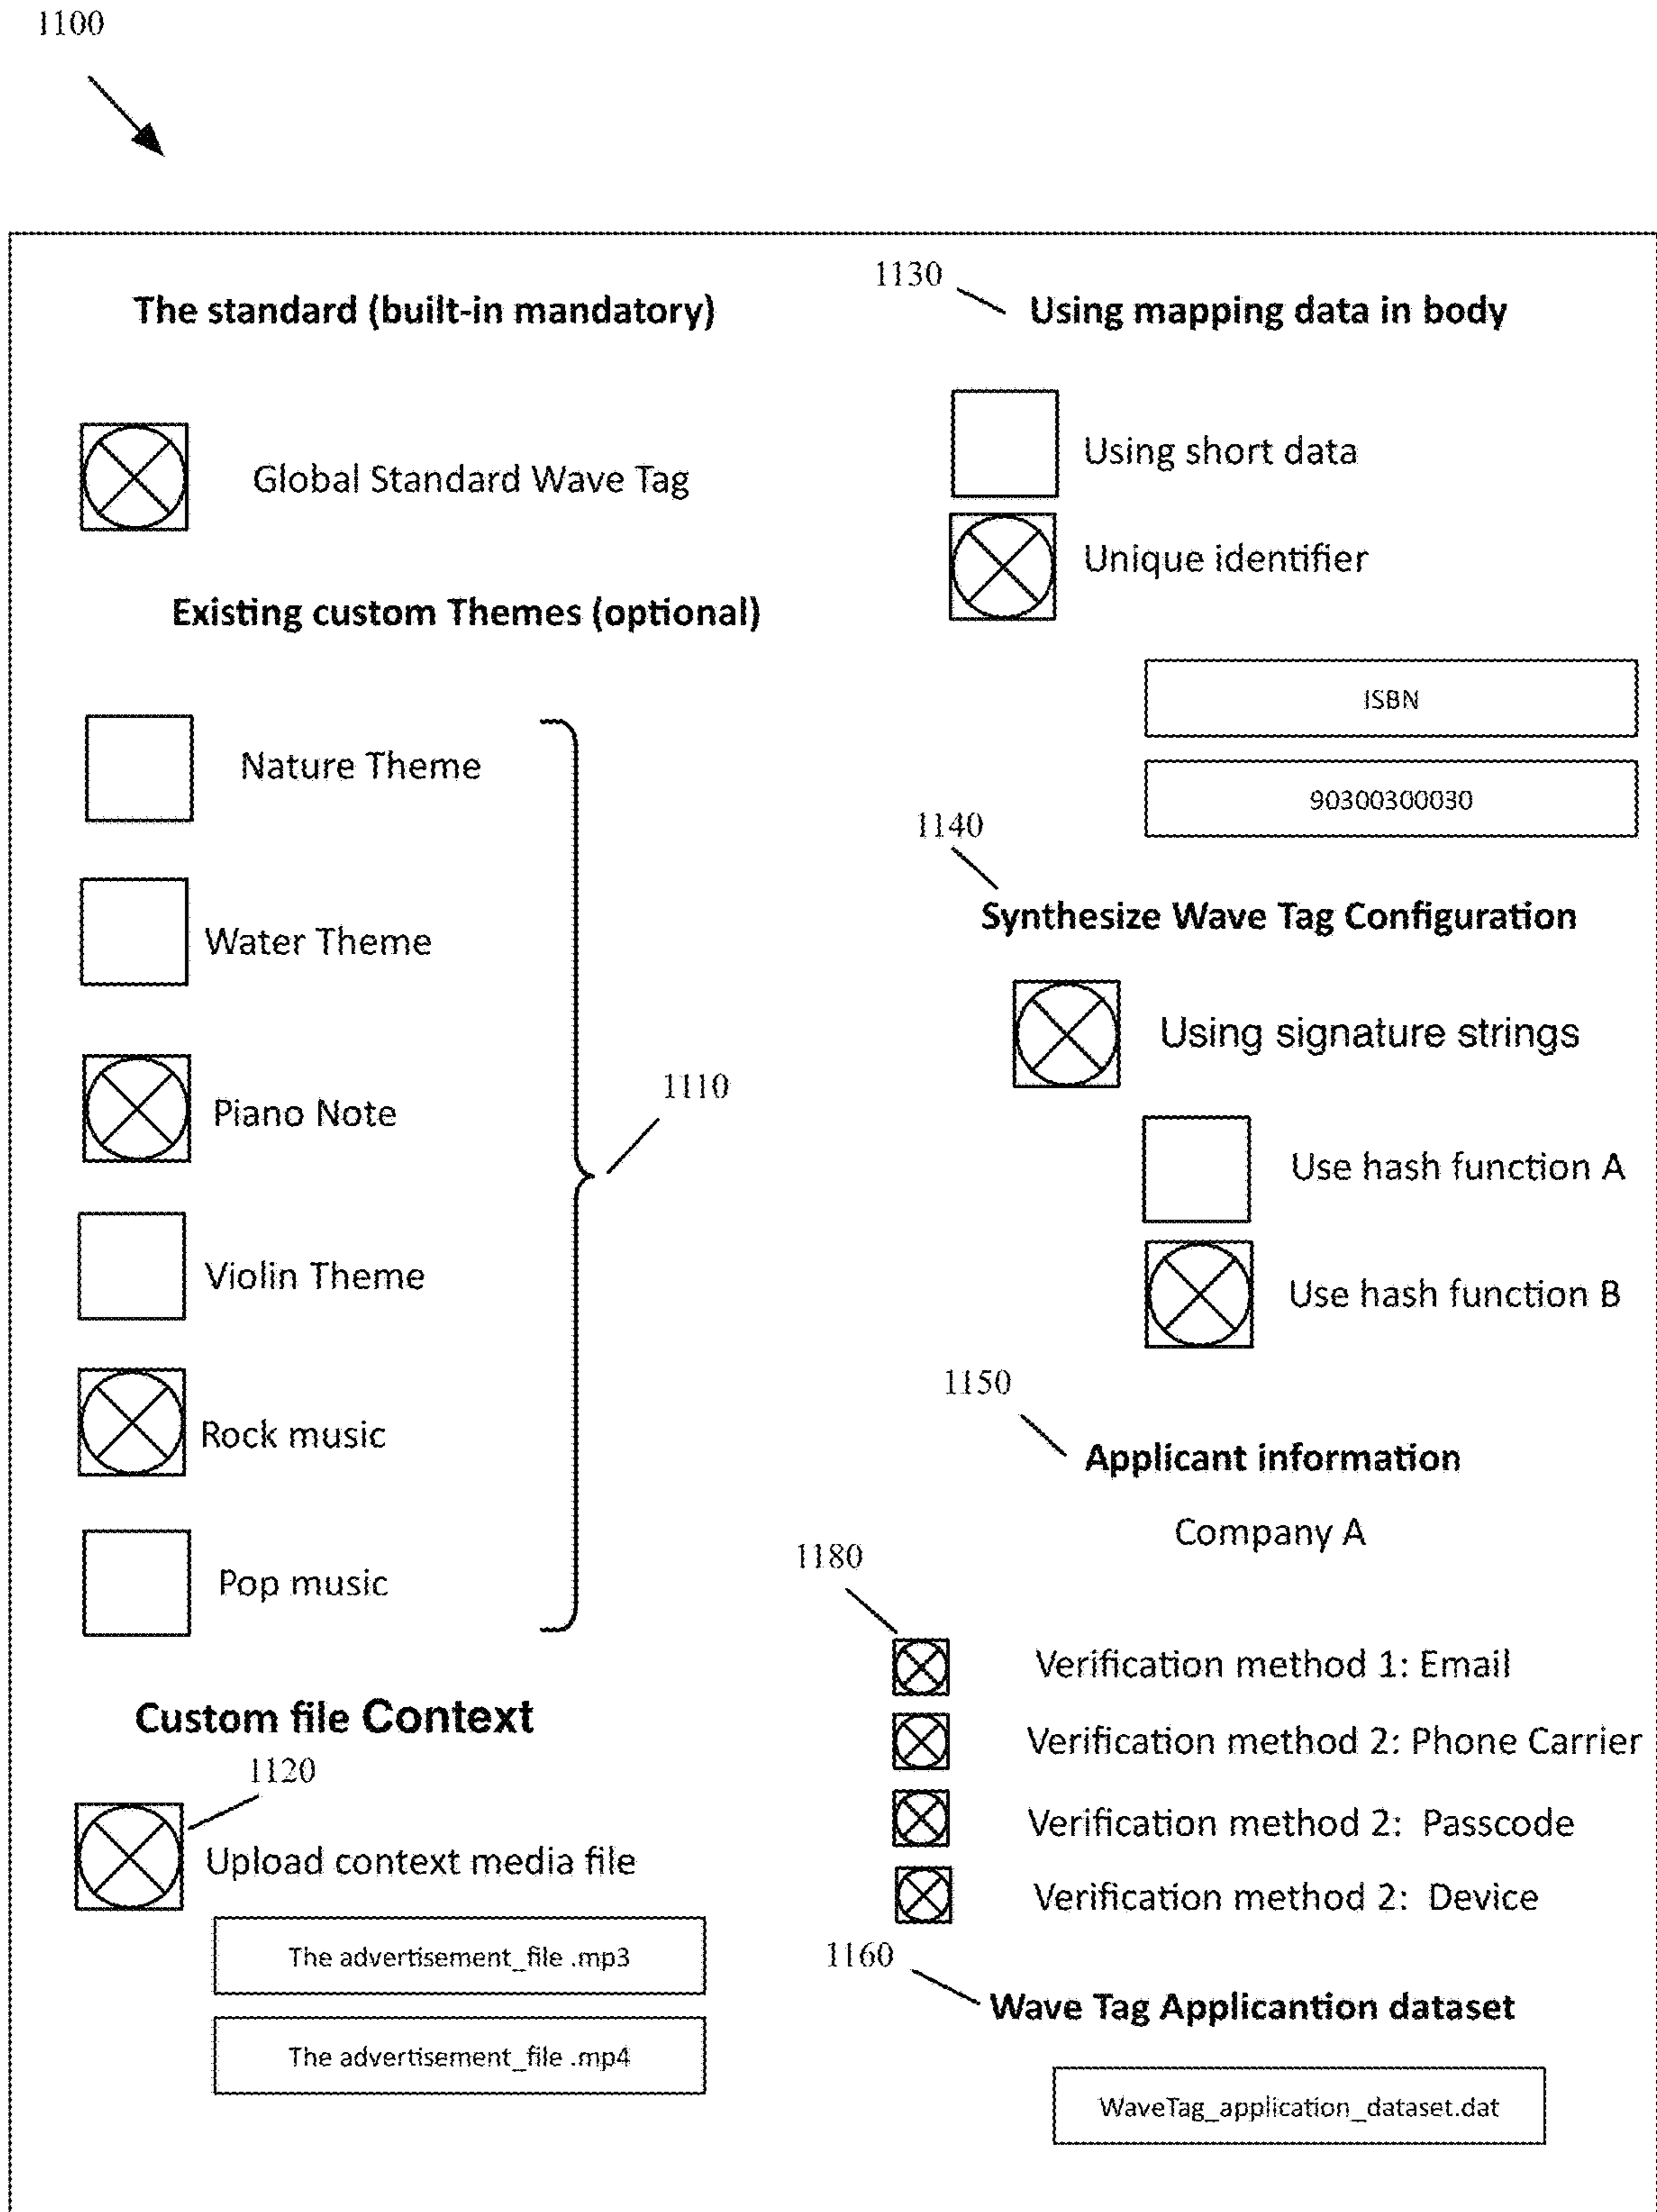 1100
The standard (built-in mandatory)
Global Standard Wave Tag
Existing custom Themes (optional)
Nature Theme
Water Theme
Piano Note
Violin Theme
Rock music
Pop music
1110
Custom file Context
1120
Upload context media file
The advertisement_file .mp3
The advertisement_file .mp4
1130
Using mapping data in body
Using short data
Unique identifier
ISBN
90300300030
1140
Synthesize Wave Tag Configuration
Using signature strings
Use hash function A
Use hash function B
1150
Applicant information
Company A
1180
Verification method 1: Email
Verification method 2: Phone Carrier
Verification method 2: Passcode
Verification method 2: Device
1160
Wave Tag Applicantion dataset
WaveTag_application_dataset.dat